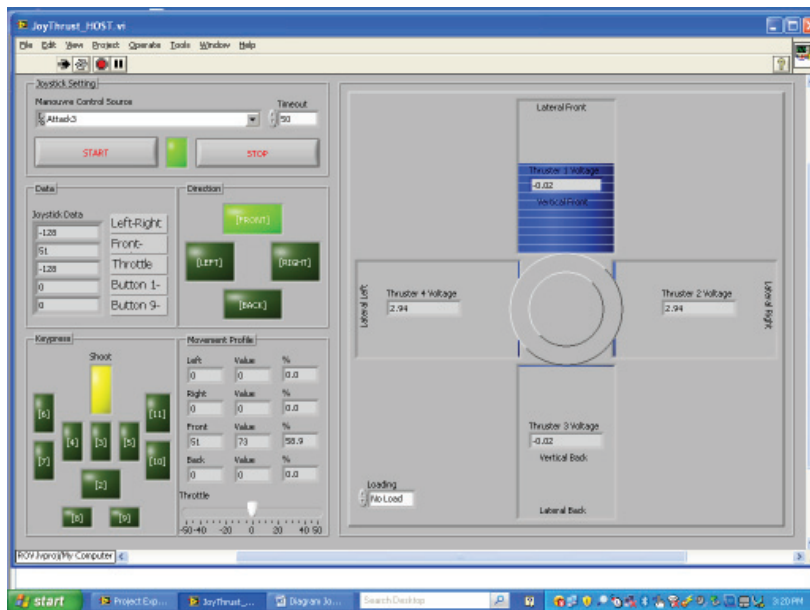 JoyThrust_HOST.vi
File Edit View Project Operate Tools Window Help
Joystick Setting
Manouvre Control Source
Timeout
Attack3
50
START
STOP
Data
Joystick Data
-128
51
-128
0
0
Left-Right
Front-
Throttle
Button 1-
Button 9-
Direction
[FRONT]
[LEFT]
[RIGHT]
[BACK]
Keypress
Shoot
[6]
[11]
[4]
[3]
[5]
[7]
[10]
[2]
[8]
[9]
Movement Profile
Left Value %
0 0 0.0
Right Value %
0 0 0.0
Front Value %
51 73 58.9
Back Value %
0 0 0.0
Throttle
-50 -40 -20 0 20 40 50
Lateral Front
Thruster 1 Voltage
-0.02
Vertical Front
Lateral Left
Thruster 4 Voltage
2.94
Thruster 2 Voltage
2.94
Lateral Right
Thruster 3 Voltage
-0.02
Vertical Back
Lateral Back
Loading
No Load
ROV.lvproj/My Computer
start
Project Exp...
JoyThrust_...
Diagram Jo...
Search Desktop
3:20 PM